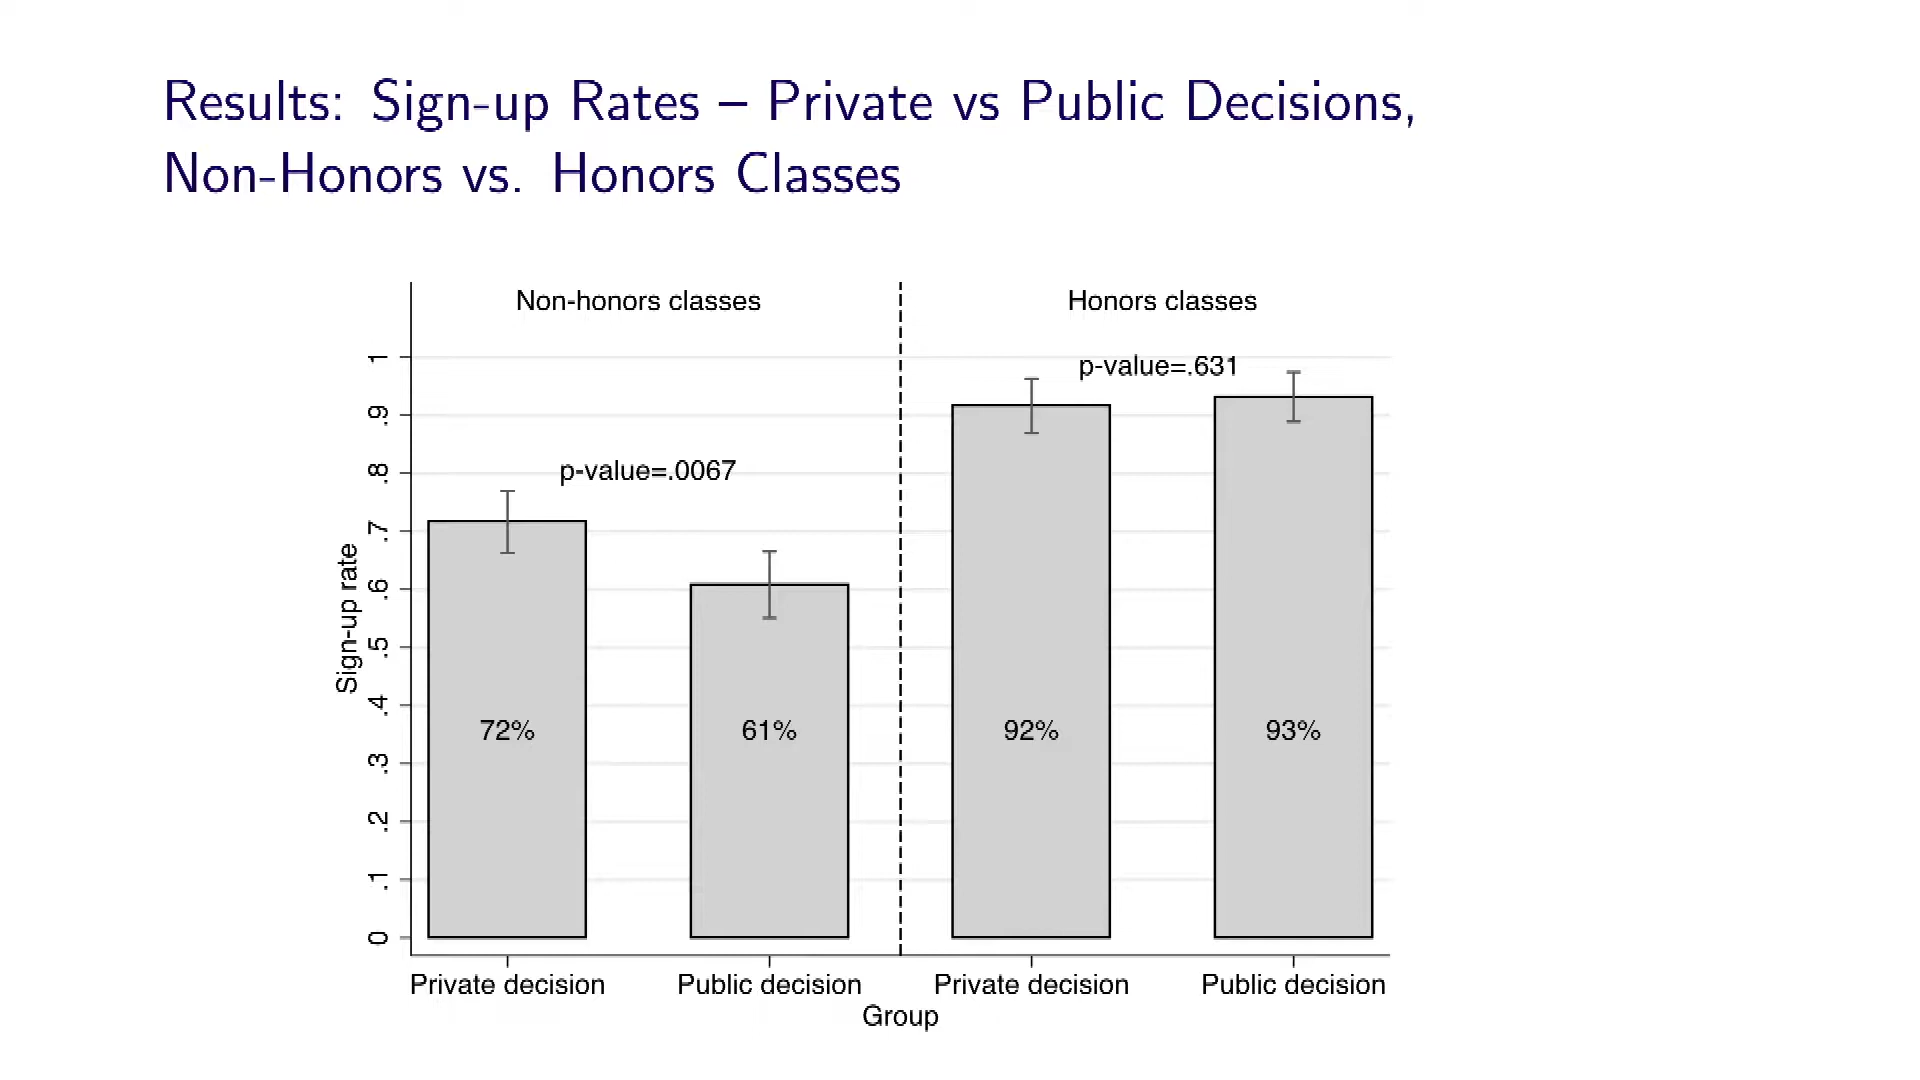 Results: Sign-up Rates – Private vs Public Decisions,
Non-Honors vs. Honors Classes
Non-honors classes
Honors classes
p-value=.0067
p-value=.631
Sign-up rate
1
.9
.8
.7
.6
.5
.4
.3
.2
.1
0
72%
61%
92%
93%
Private decision
Public decision
Private decision
Public decision
Group